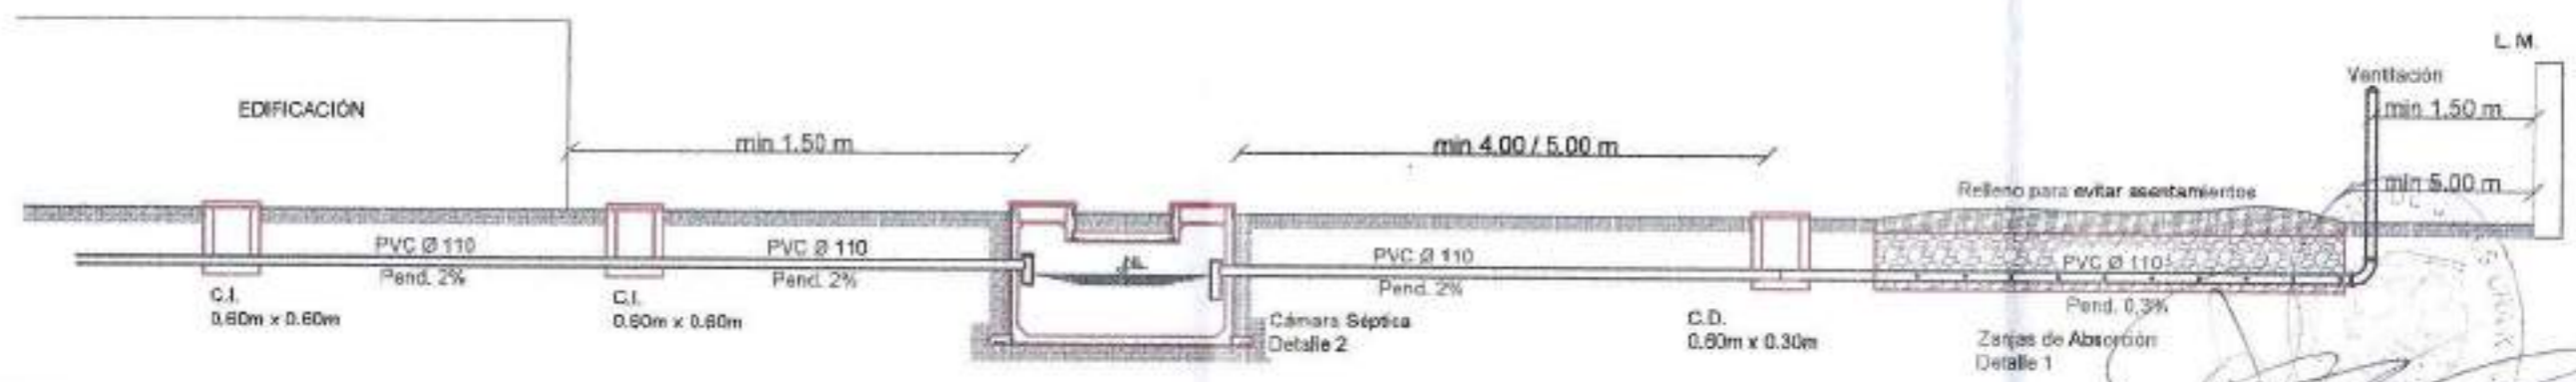 L. M.
Ventilación
EDIFICACIÓN
min 1.50 m
min 1.50 m
min 4.00 / 5.00 m
min 5.00 m
Relleno para evitar asentamientos
PVC Ø 110
Pend. 2%
PVC Ø 110
Pend. 2%
NL
PVC Ø 110
Pend. 2%
PVC Ø 110
Pend. 0,3%
C.I.
0.60m x 0.60m
C.I.
0.60m x 0.60m
Cámara Séptica
Detalle 2
C.D.
0.60m x 0.30m
Zanjas de Absorción
Detalle 1